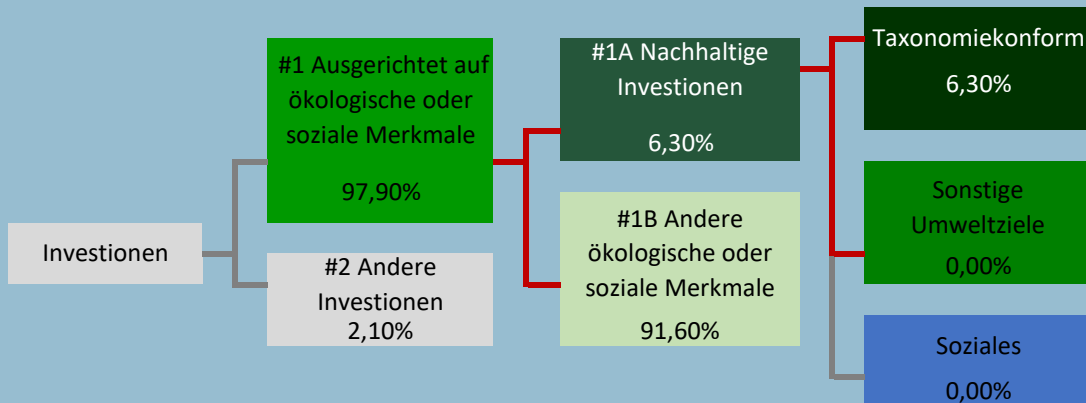 Investionen
#1 Ausgerichtet auf
ökologische oder
soziale Merkmale
97,90%
#2 Andere
Investionen
2,10%
#1A Nachhaltige
Investionen
6,30%
#1B Andere
ökologische oder
soziale Merkmale
91,60%
Taxonomiekonform
6,30%
Sonstige
Umweltziele
0,00%
Soziales
0,00%